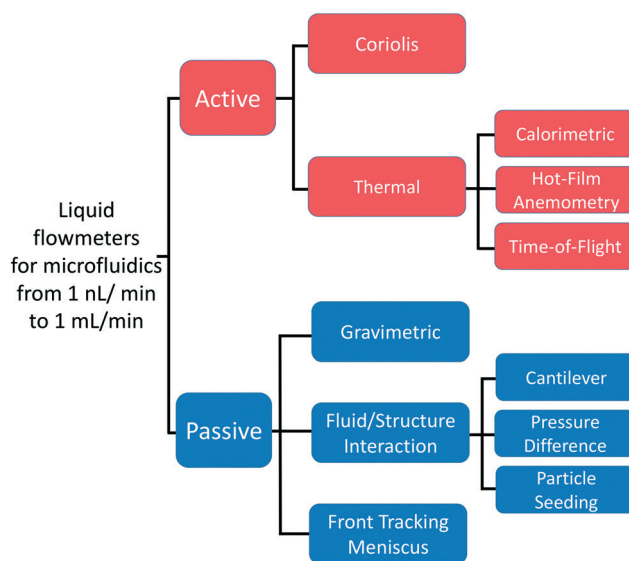 Liquid
flowmeters
for microfluidics
from 1 nL/ min
to 1 mL/min
Active
Coriolis
Thermal
Calorimetric
Hot-Film
Anemometry
Time-of-Flight
Passive
Gravimetric
Fluid/Structure
Interaction
Cantilever
Pressure
Difference
Particle
Seeding
Front Tracking
Meniscus